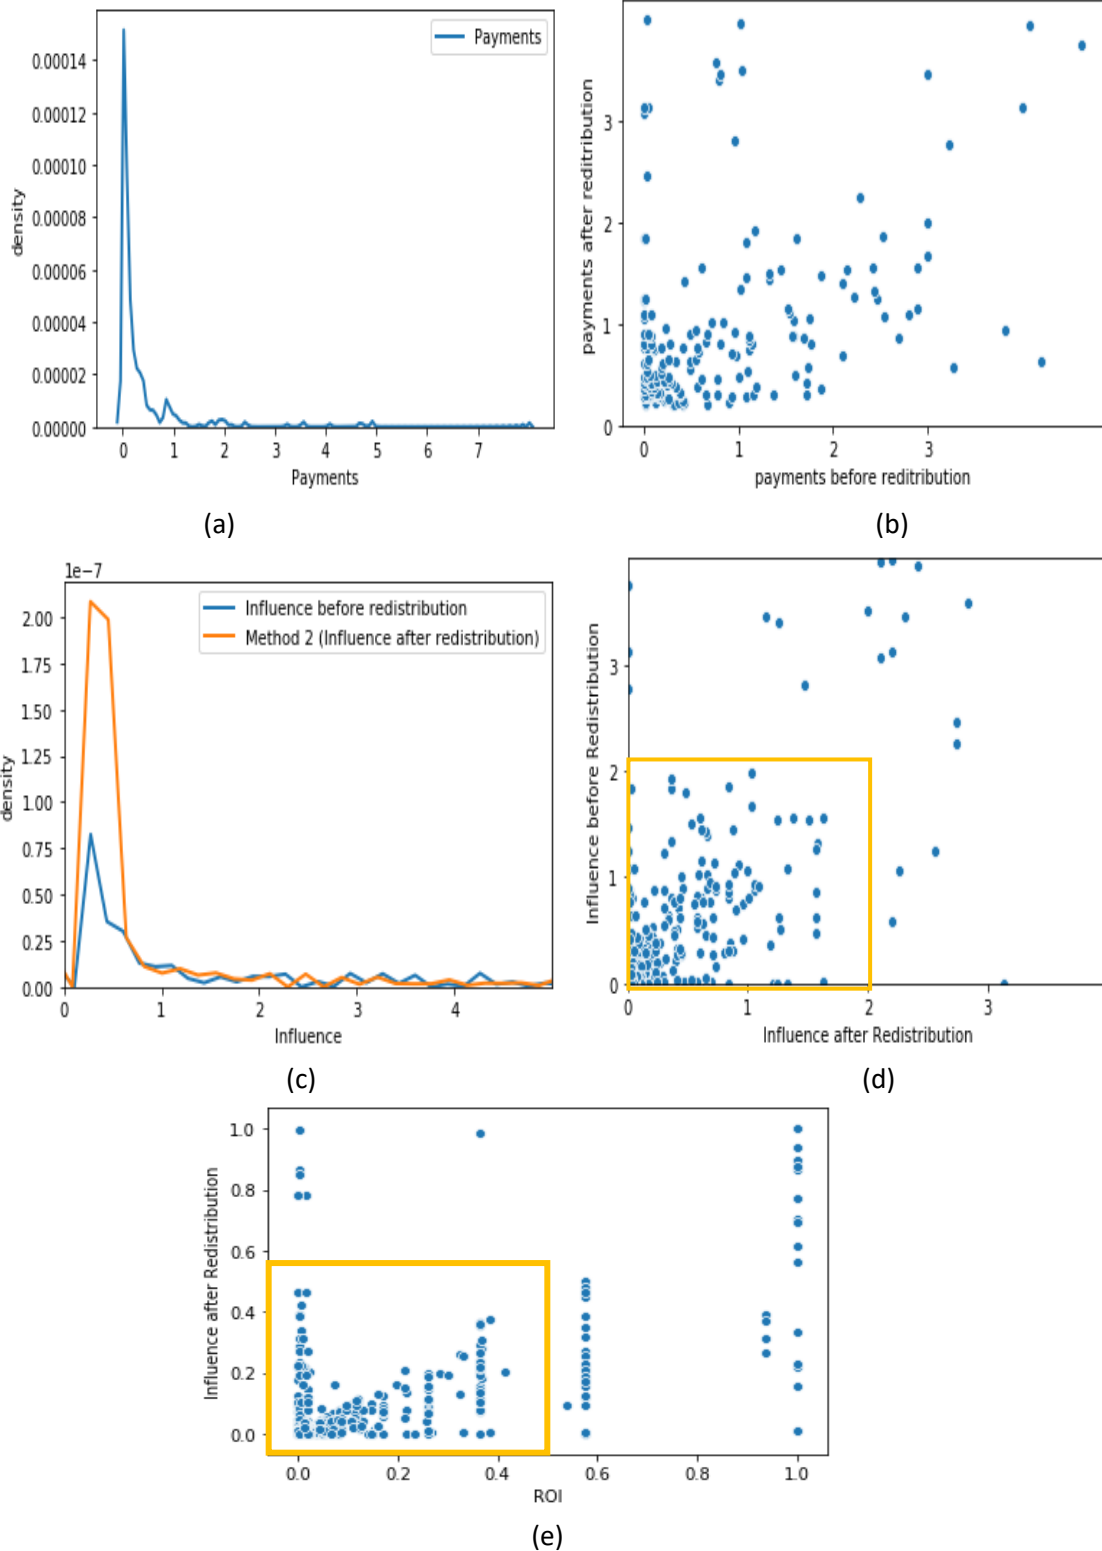 Payments
0.00014
0.00012
0.00010
0.00008
0.00006
0.00004
0.00002
0.00000
density
0 1 2 3 4 5 6 7
Payments
(a)
3
2
1
0
payments after reditribution
0 1 2 3
payments before reditribution
(b)
1e−7
Influence before redistribution
Method 2 (Influence after redistribution)
2.00
1.75
1.50
1.25
1.00
0.75
0.50
0.25
0.00
density
0 1 2 3 4
Influence
(c)
3
2
1
0
Influence before Redistribution
0 1 2 3
Influence after Redistribution
(d)
1.0
0.8
0.6
0.4
0.2
0.0
Influence after Redistribution
0.0 0.2 0.4 0.6 0.8 1.0
ROI
(e)